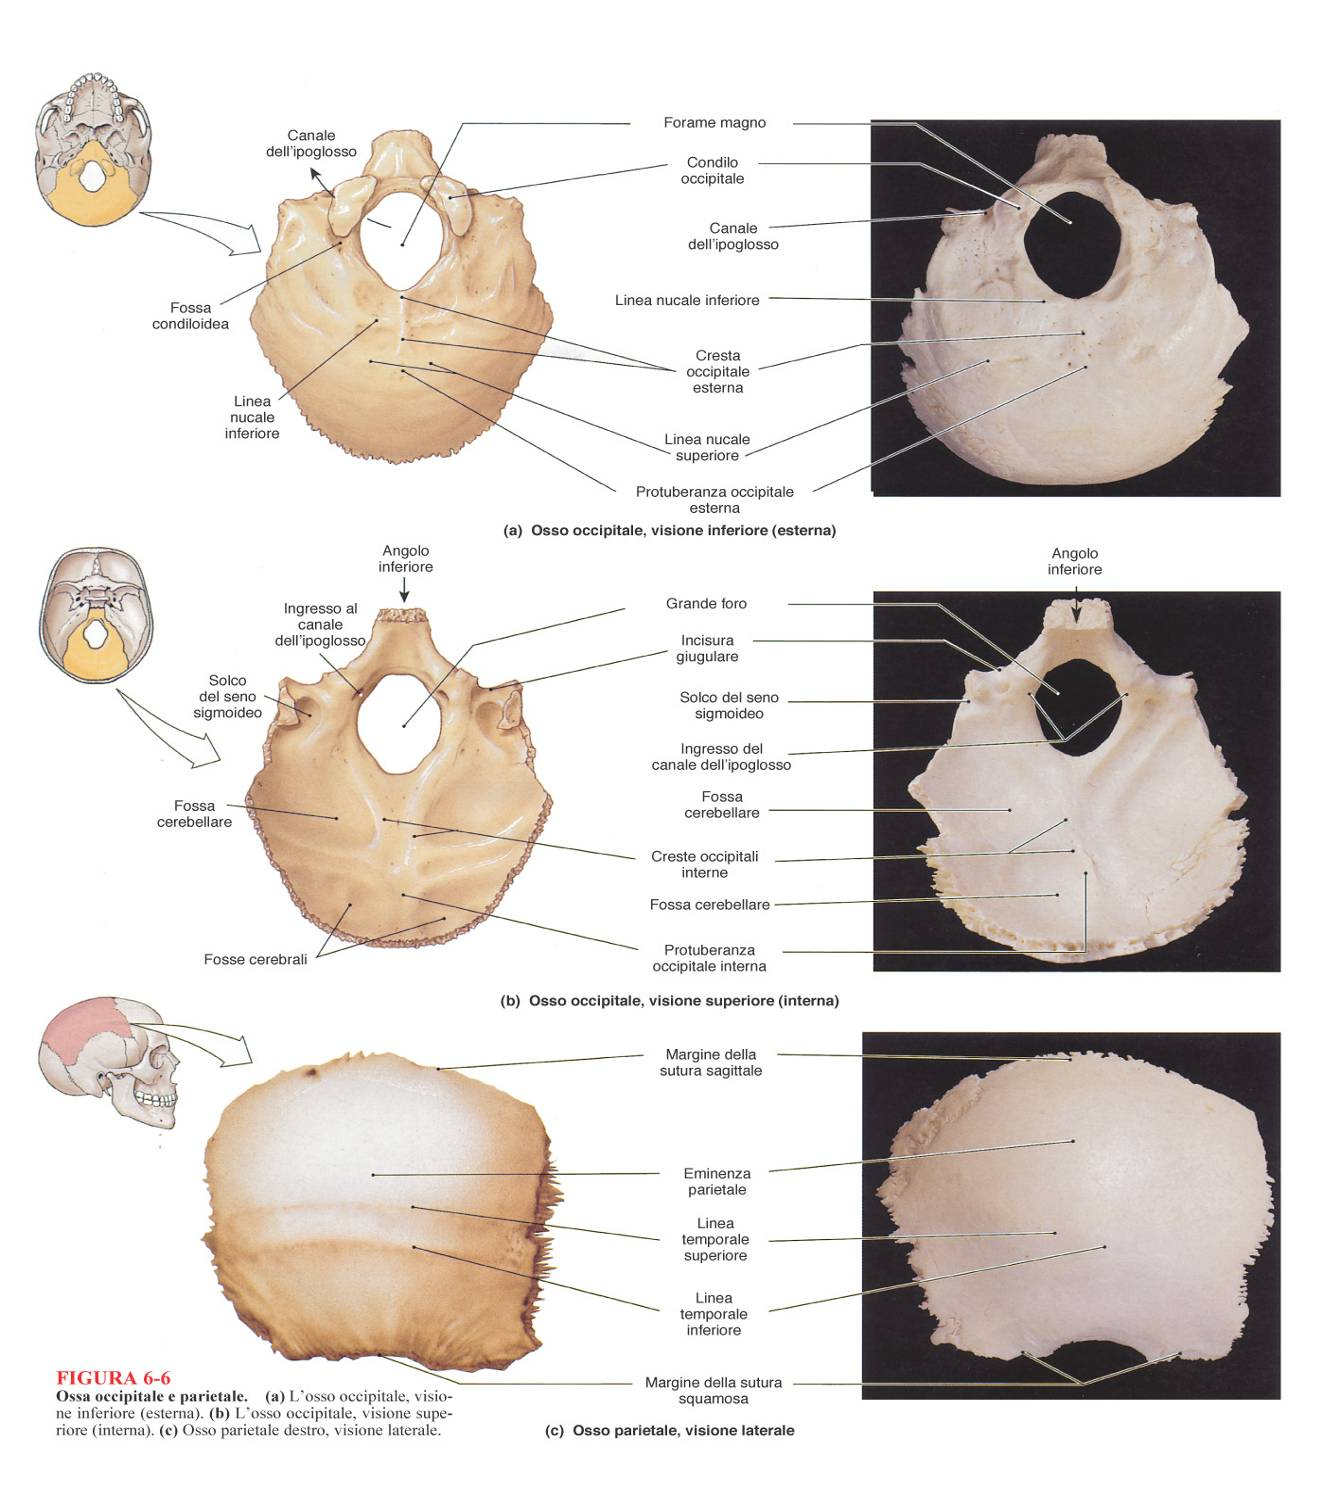 Canale
dell'ipoglosso
Forame magno
Condilo
occipitale
Canale
dell'ipoglosso
Linea nucale inferiore
Fossa
condiloidea
Cresta
occipitale
esterna
Linea
nucale
inferiore
Linea nucale
superiore
Protuberanza occipitale
esterna
(a) Osso occipitale, visione inferiore (esterna)
Angolo
inferiore
Angolo
inferiore
Ingresso al
canale
dell'ipoglosso
Grande foro
Incisura
giugulare
Solco
del seno
sigmoideo
Solco del seno
sigmoideo
Ingresso del
canale dell'ipoglosso
Fossa
cerebellare
Fossa
cerebellare
Creste occipitali
interne
Fossa cerebellare
Fosse cerebrali
Protuberanza
occipitale interna
(b) Osso occipitale, visione superiore (interna)
Margine della
sutura sagittale
Eminenza
parietale
Linea
temporale
superiore
Linea
temporale
inferiore
Margine della sutura
squamosa
FIGURA 6-6
Ossa occipitale e parietale. (a) L'osso occipitale, visio-
ne inferiore (esterna). (b) L'osso occipitale, visione supe-
riore (interna). (c) Osso parietale destro, visione laterale.
(c) Osso parietale, visione laterale